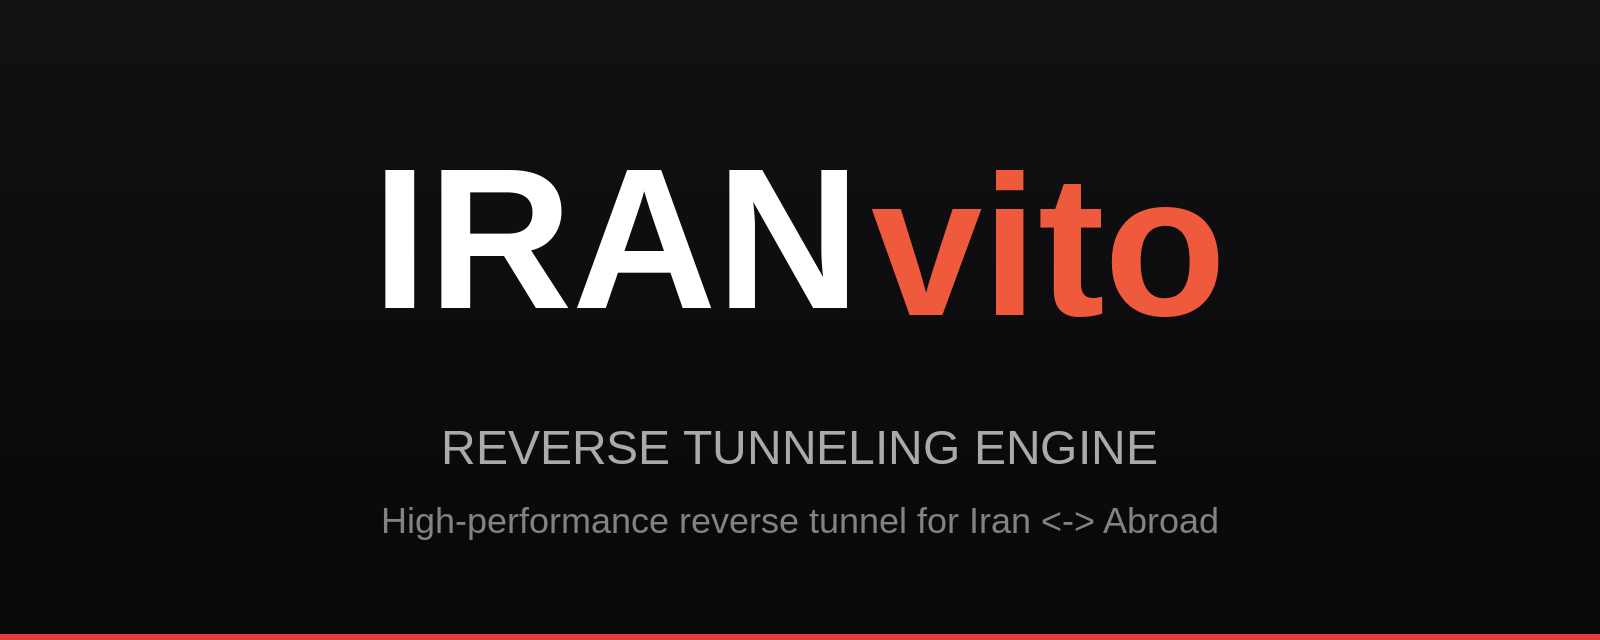 IRANvito
REVERSE TUNNELING ENGINE
High-performance reverse tunnel for Iran <-> Abroad